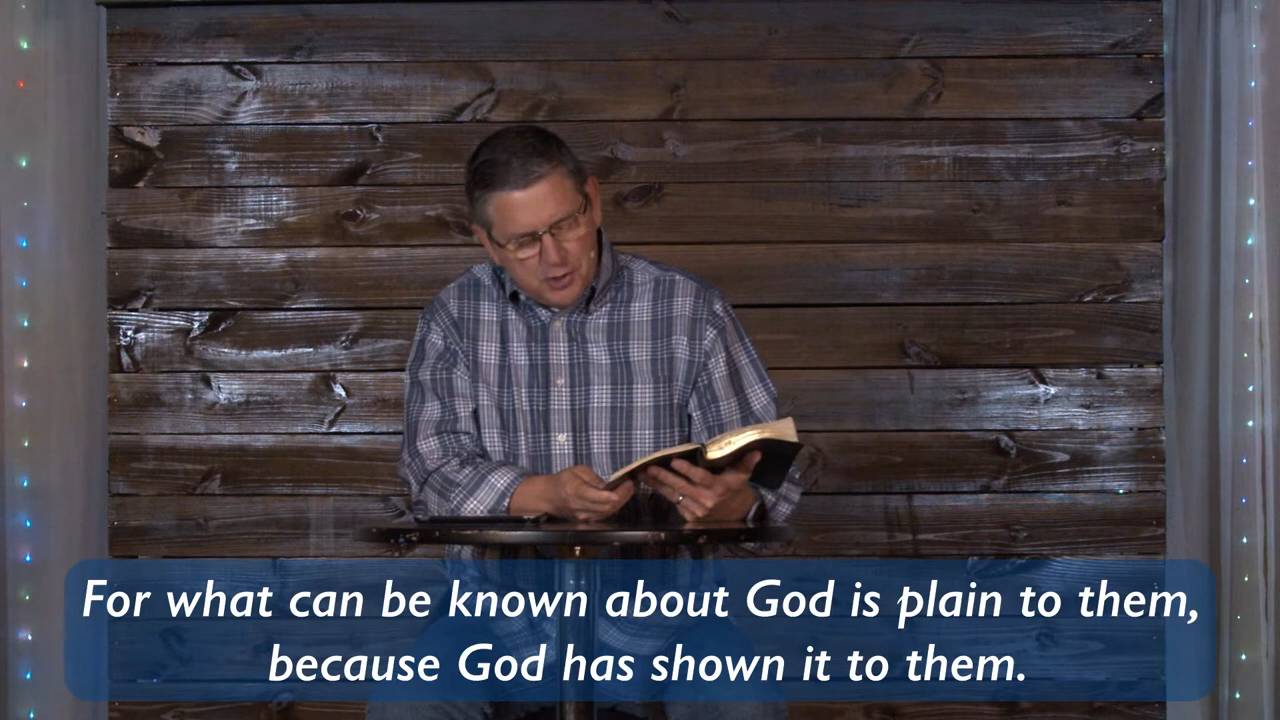 For what can be known about God is plain to them,
because God has shown it to them.